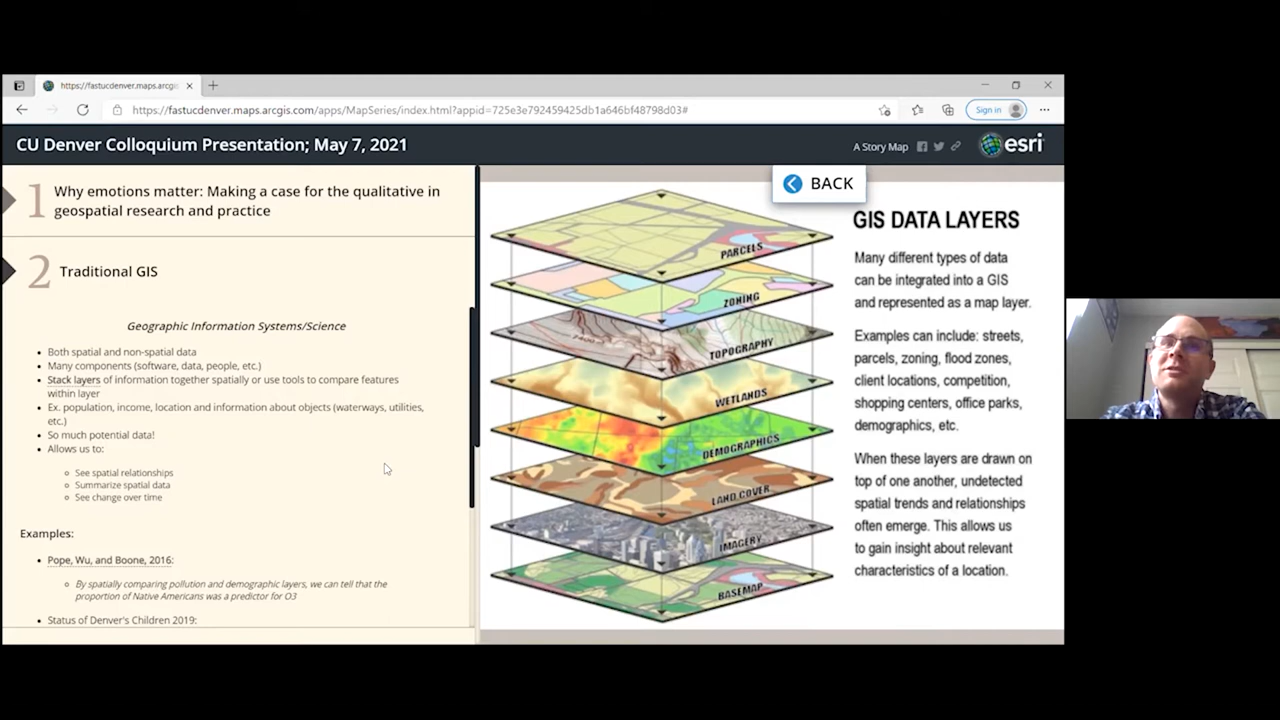 https://fastucdenver.maps.arcgis
https://fastucdenver.maps.arcgis.com/apps/MapSeries/index.html?appid=725e3e792459425db1a646bf48798d03#
Sign in
CU Denver Colloquium Presentation; May 7, 2021
A Story Map
esri
1
Why emotions matter: Making a case for the qualitative in
geospatial research and practice
2
Traditional GIS
Geographic Information Systems/Science
Both spatial and non-spatial data
Many components (software, data, people, etc.)
Stack layers of information together spatially or use tools to compare features
within layer
Ex. population, income, location and information about objects (waterways, utilities,
etc.)
So much potential data!
Allows us to:
See spatial relationships
Summarize spatial data
See change over time
Examples:
Pope, Wu, and Boone, 2016:
By spatially comparing pollution and demographic layers, we can tell that the
proportion of Native Americans was a predictor for O3
Status of Denver's Children 2019:
BACK
PARCELS
ZONING
TOPOGRAPHY
WETLANDS
DEMOGRAPHICS
LAND COVER
IMAGERY
BASEMAP
GIS DATA LAYERS
Many different types of data
can be integrated into a GIS
and represented as a map layer.
Examples can include: streets,
parcels, zoning, flood zones,
client locations, competition,
shopping centers, office parks,
demographics, etc.
When these layers are drawn on
top of one another, undetected
spatial trends and relationships
often emerge. This allows us
to gain insight about relevant
characteristics of a location.